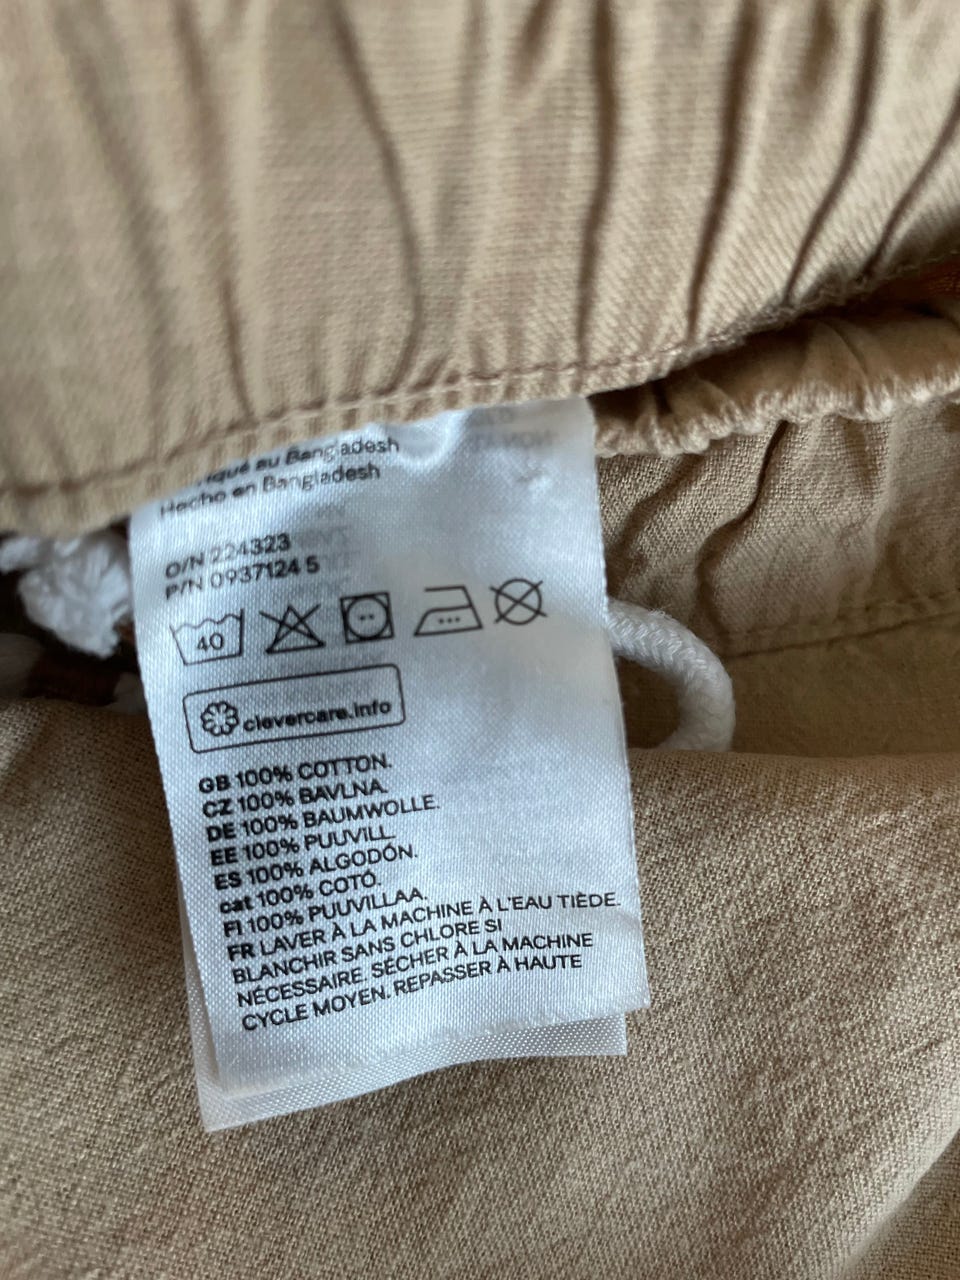 au Bangladesh
Hecho en Bangladesh
O/N 224323
P/N 0937124 5
40
clevercare.info
GB 100% COTTON.
CZ 100% BAVLNA.
DE 100% BAUMWOLLE.
EE 100% PUUVILL
ES 100% ALGODÓN.
cat 100% COTÓ.
FI 100% PUUVILLAA.
FR LAVER À LA MACHINE À L'EAU TIÈDE.
BLANCHIR SANS CHLORE SI
NÉCESSAIRE. SÉCHER À LA MACHINE
CYCLE MOYEN. REPASSER À HAUTE